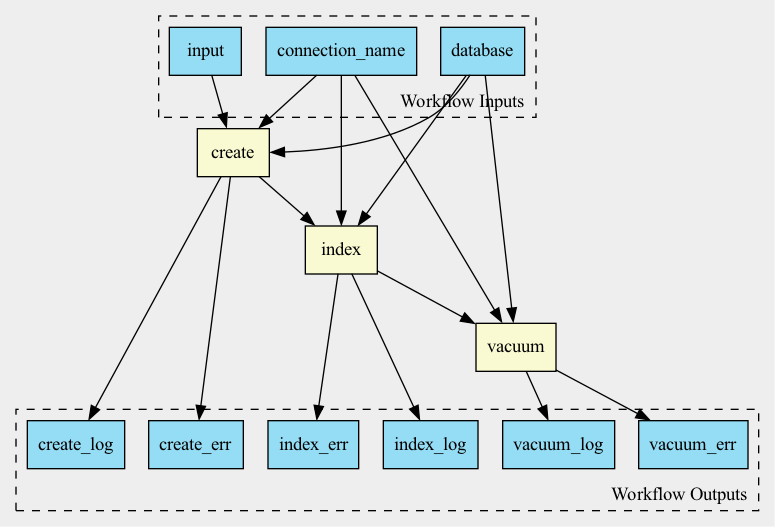 input
connection_name
database
Workflow Inputs
create
index
vacuum
create_log
create_err
index_err
index_log
vacuum_log
vacuum_err
Workflow Outputs